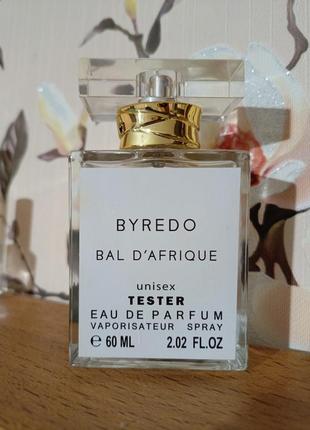 BYREDO
BAL D'AFRIQUE
unisex
TESTER
EAU DE PARFUM
VAPORISATEUR SPRAY
℮ 60 ML 2.02 FL.OZ